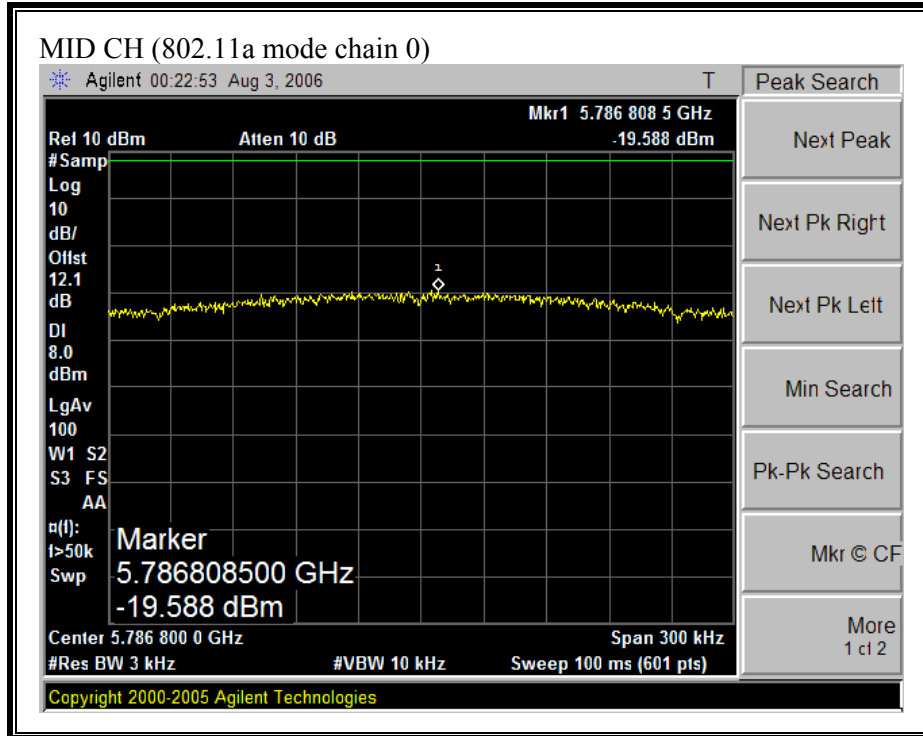 MID CH (802.11a mode chain 0)
Agilent 00:22:53 Aug 3, 2006 T
Peak Search
Mkr1 5.786 808 5 GHz
Ref 10 dBm Atten 10 dB -19.588 dBm
#Samp
Log
10
dB/
Offst
12.1
dB
DI
8.0
dBm
LgAv
100
W1 S2
S3 FS
AA
¤(f):
f>50k
Swp
1
Marker
5.786808500 GHz
-19.588 dBm
Center 5.786 800 0 GHz Span 300 kHz
#Res BW 3 kHz #VBW 10 kHz Sweep 100 ms (601 pts)
Copyright 2000-2005 Agilent Technologies
Next Peak
Next Pk Right
Next Pk Left
Min Search
Pk-Pk Search
Mkr © CF
More
1 of 2